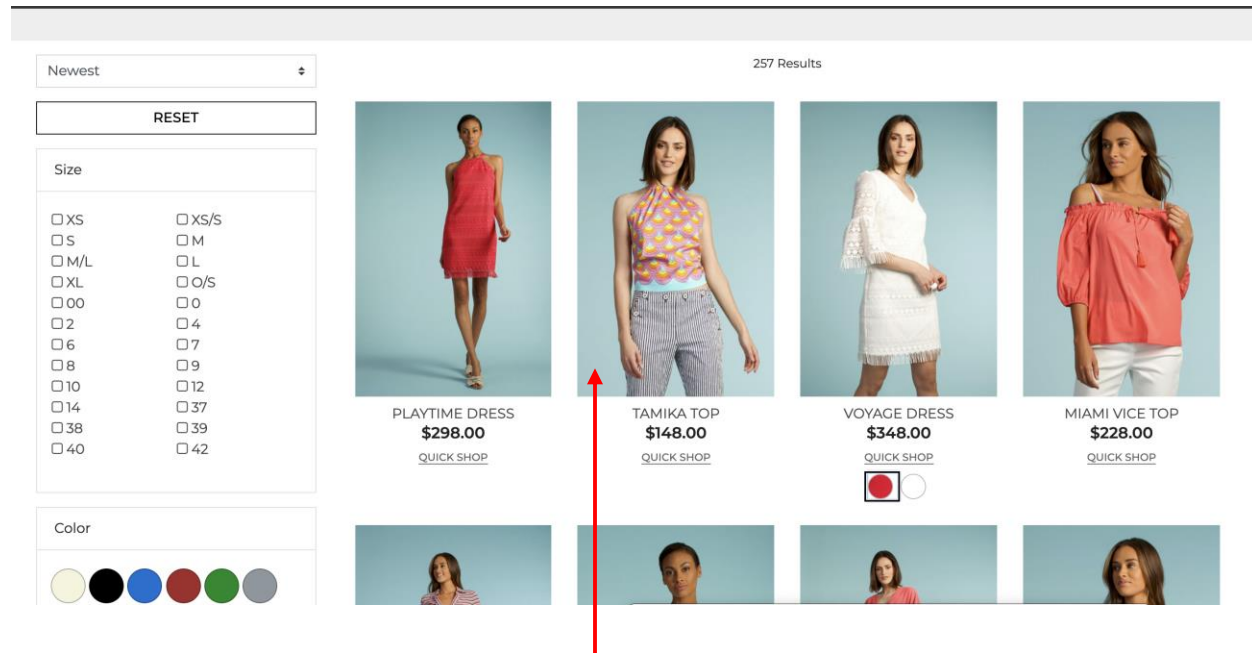 Newest
257 Results
RESET
Size
XS
XS/S
S
M
M/L
L
XL
O/S
00
0
2
4
6
7
8
9
10
12
14
37
38
39
40
42
Color
PLAYTIME DRESS
$298.00
QUICK SHOP
TAMIKA TOP
$148.00
QUICK SHOP
VOYAGE DRESS
$348.00
QUICK SHOP
MIAMI VICE TOP
$228.00
QUICK SHOP